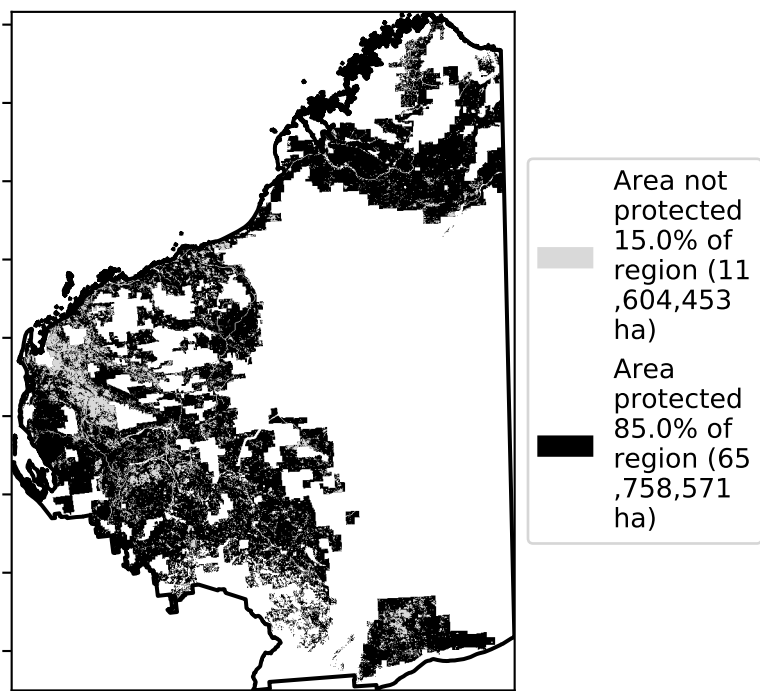 Area not
protected
15.0% of
region (11
,604,453
ha)
Area
protected
85.0% of
region (65
,758,571
ha)